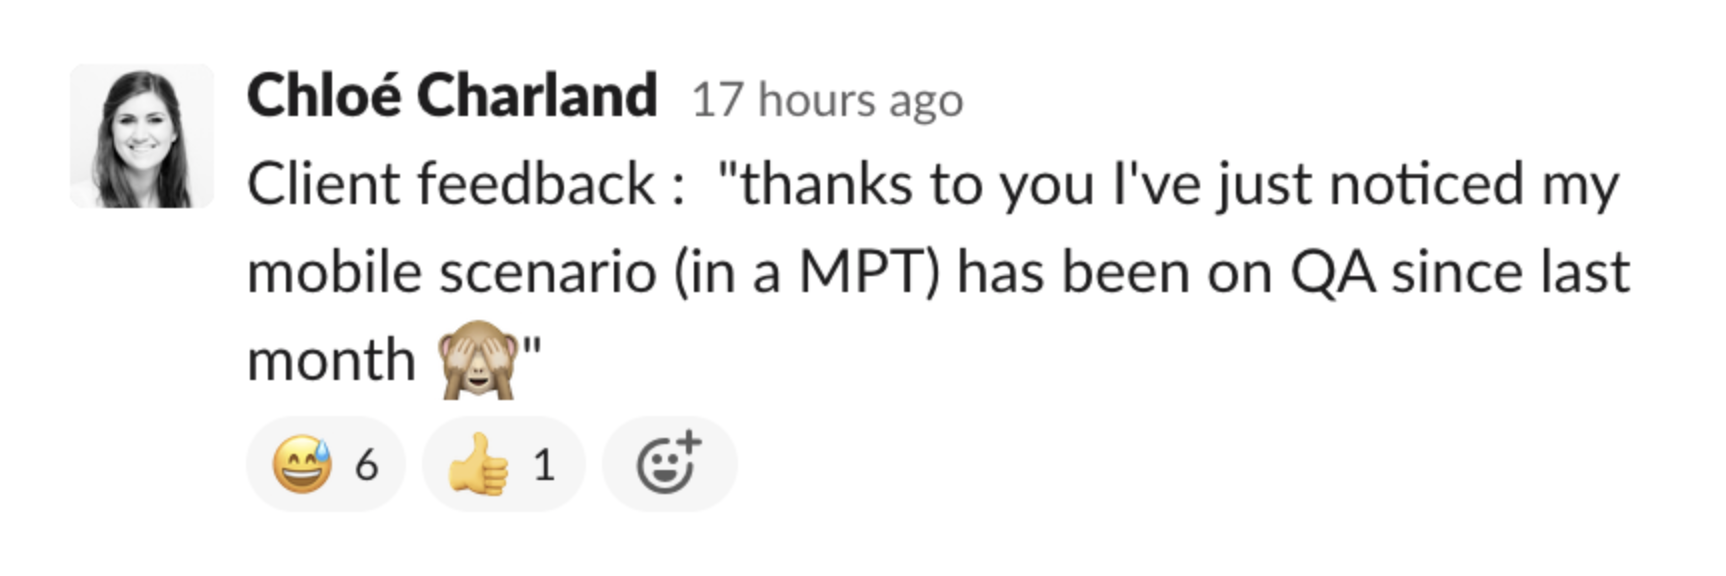 Chloé Charland 17 hours ago
Client feedback :  "thanks to you I've just noticed my
mobile scenario (in a MPT) has been on QA since last
month 🙈"
😅 6 👍 1